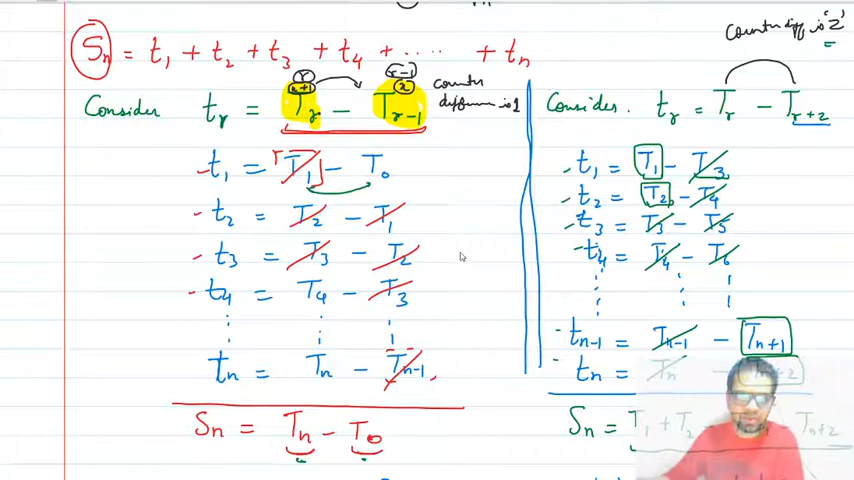 Sn = t1 + t2 + t3 + t4 + ..... + tn
counter diff is '2'
Consider tr = Tr − Tr-1
r
n+1
r-1
counter
difference is 1
t1 = T1 − T0
t2 = T2 − T1
t3 = T3 − T2
t4 = T4 − T3
tn = Tn − Tn-1
Sn = Tn − T0
Consider. tr = Tr − Tr+2
t1 = T1 − T3
t2 = T2 − T4
t3 = T3 − T5
t4 = T4 − T6
tn-1 = Tn-1 − Tn+1
tn = Tn − Tn+2
Sn = T1 + T2 − Tn+2